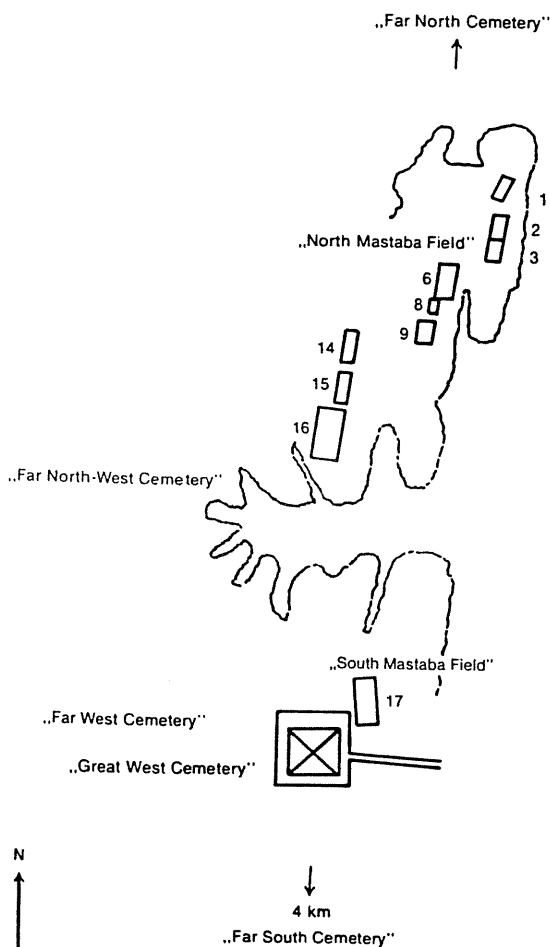 „Far North Cemetery"
1
2
„North Mastaba Field"
3
6
8
9
14
15
16
„Far North-West Cemetery"
„South Mastaba Field"
17
„Far West Cemetery"
„Great West Cemetery"
N
4 km
„Far South Cemetery"